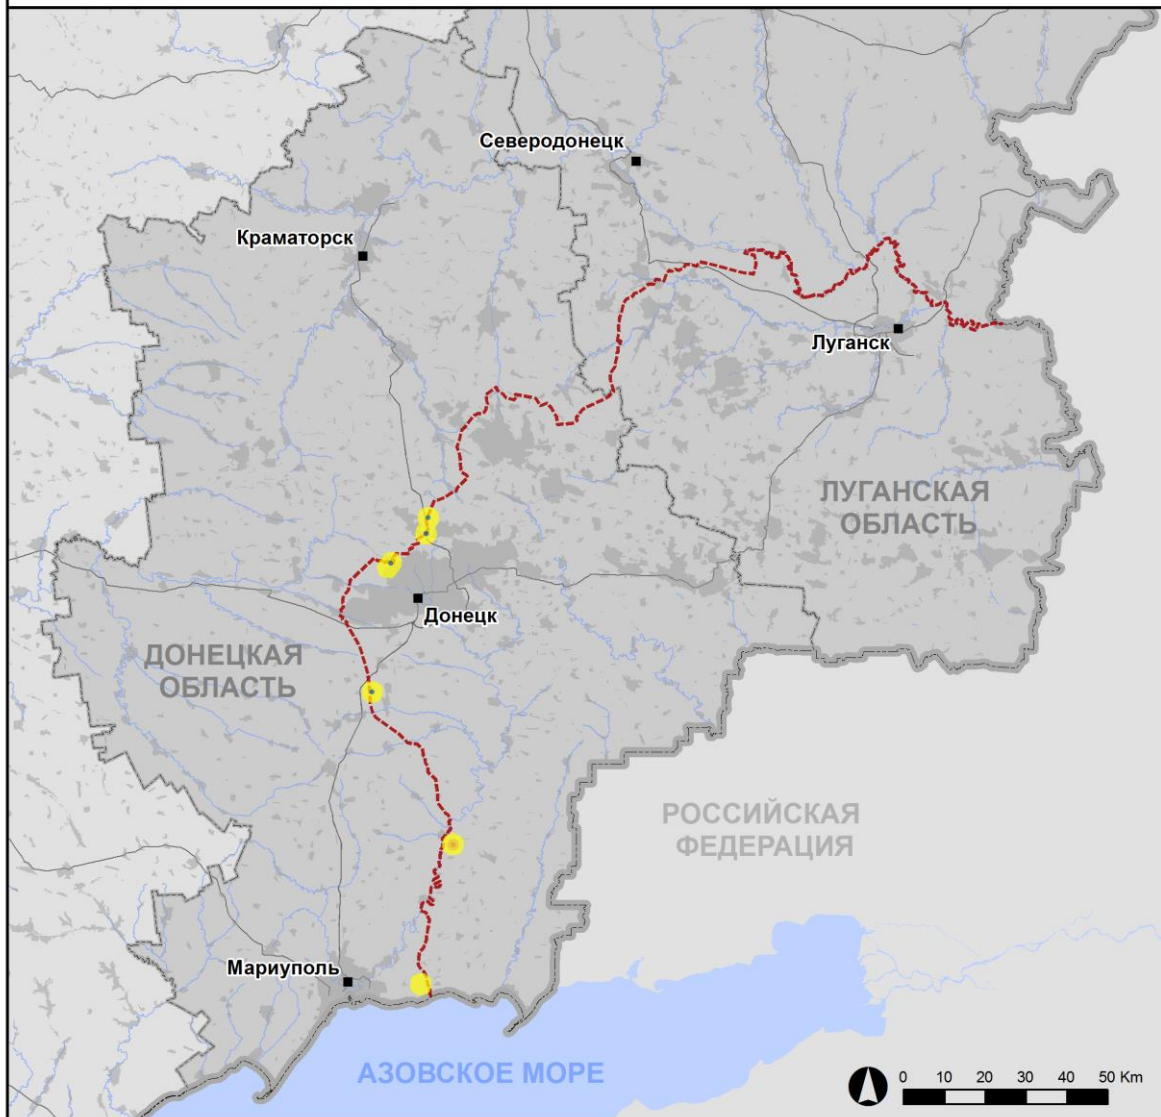 Северодонецк
Краматорск
Луганск
ЛУГАНСКАЯ
ОБЛАСТЬ
Донецк
ДОНЕЦКАЯ
ОБЛАСТЬ
РОССИЙСКАЯ
ФЕДЕРАЦИЯ
Мариуполь
АЗОВСКОЕ МОРЕ
0 10 20 30 40 50 Km